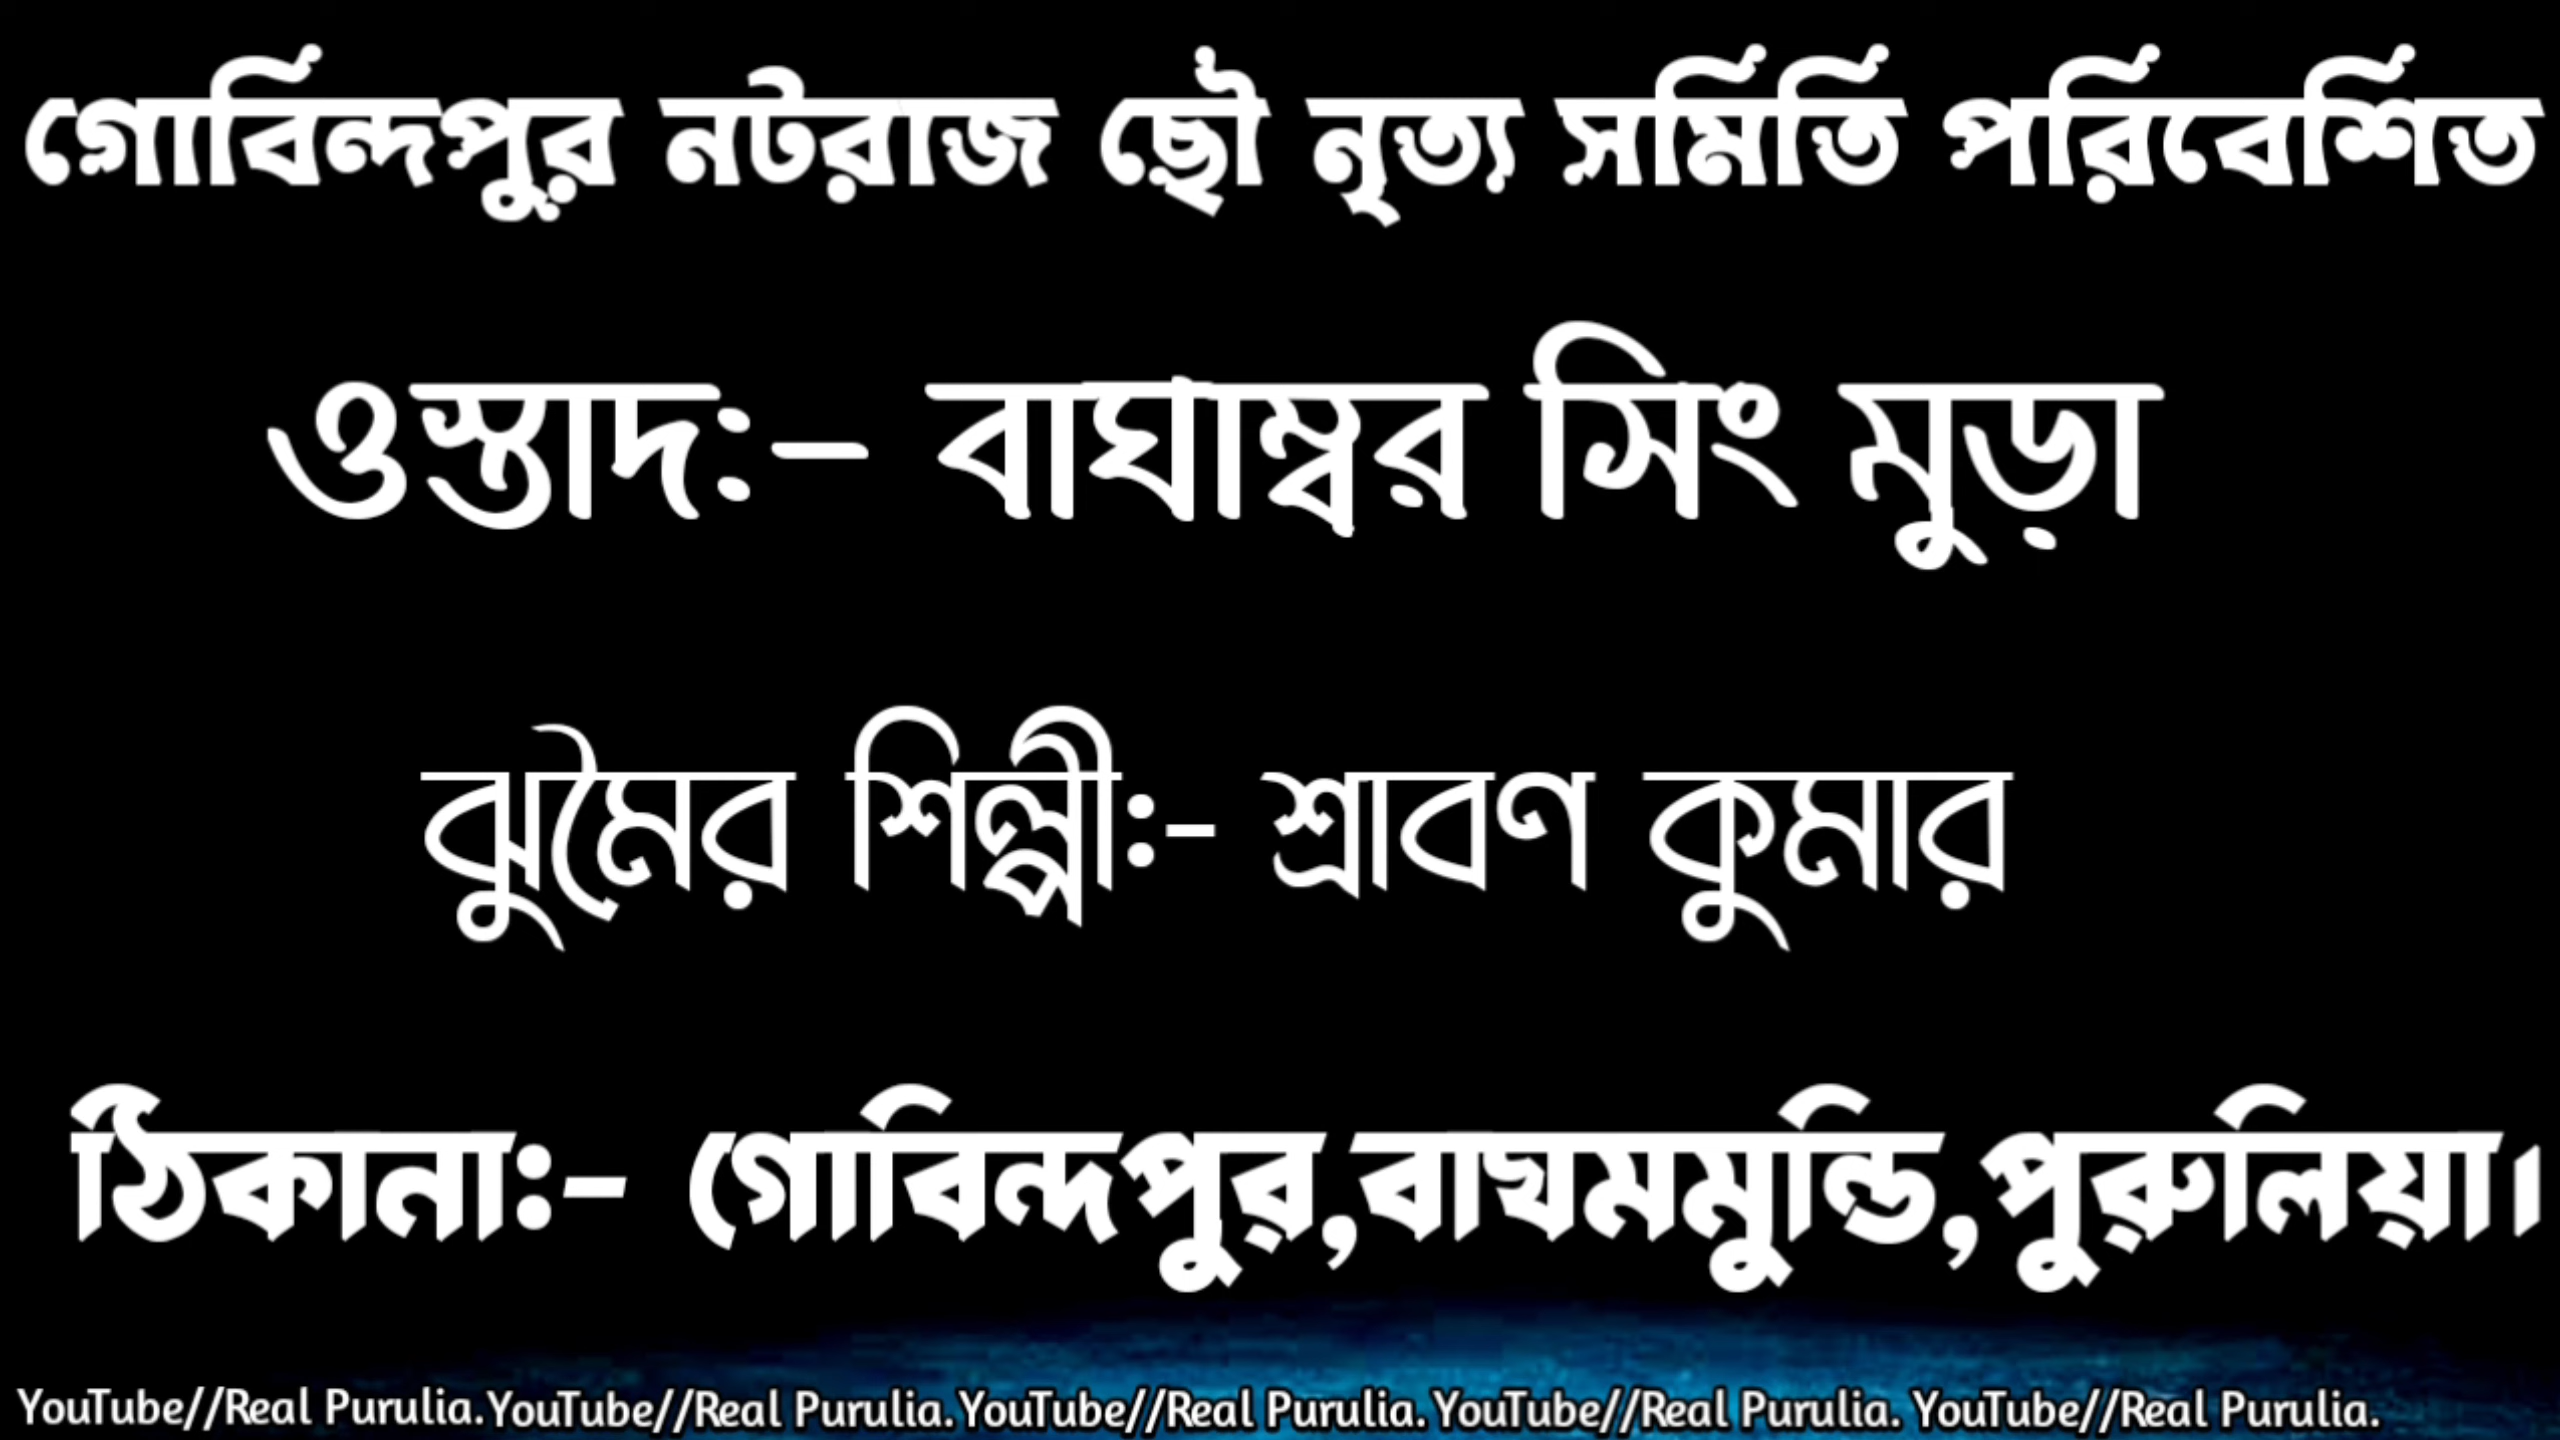 গোবিন্দপুর নটরাজ ছৌ নৃত্য সমিতি পরিবেশিত
ওস্তাদ:- বাঘাম্বর সিং মুড়া
ঝুমৈর শিল্পী:- শ্রাবণ কুমার
ঠিকানা:- গোবিন্দপুর,বাঘমমুন্ডি,পুরুলিয়া।
YouTube//Real Purulia.YouTube//Real Purulia.YouTube//Real Purulia. YouTube//Real Purulia. YouTube//Real Purulia.